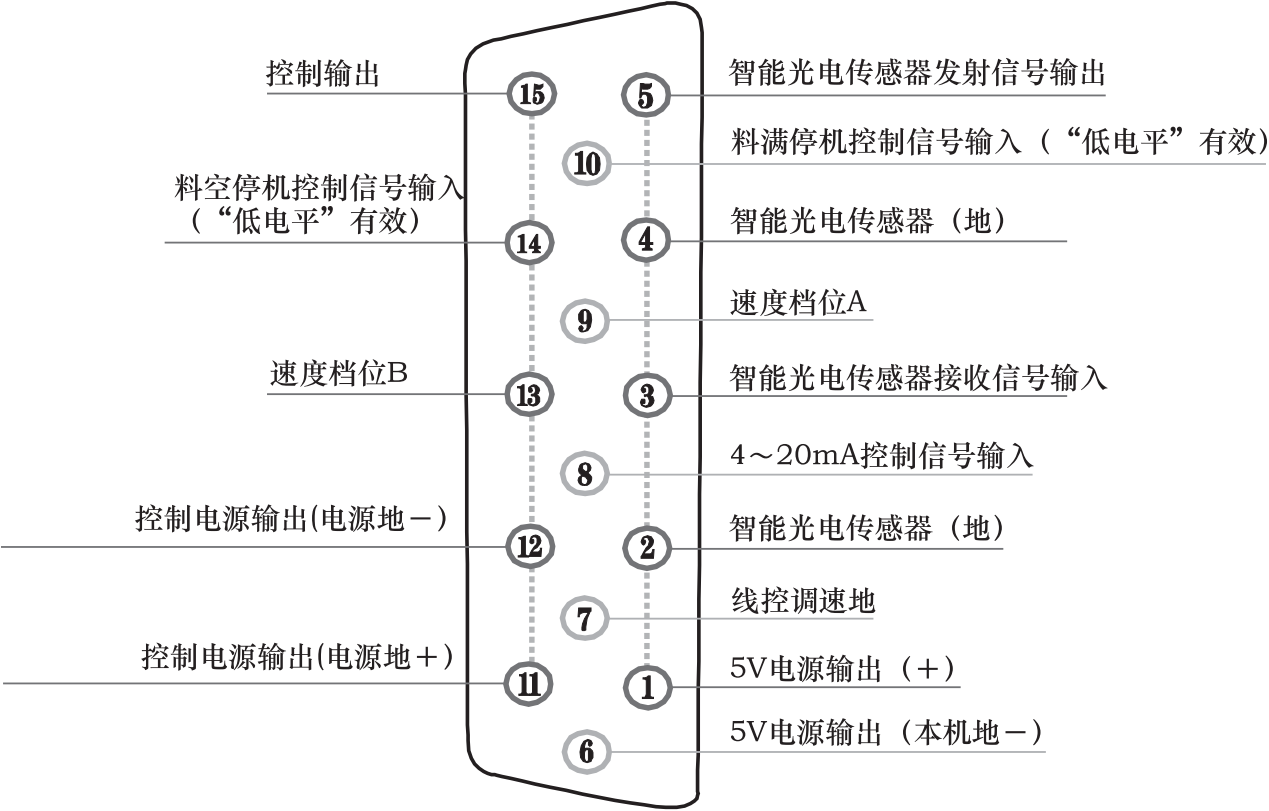 控制输出
15
5
智能光电传感器发射信号输出
10
料满停机控制信号输入（“低电平”有效）
料空停机控制信号输入
（“低电平”有效）
14
4
智能光电传感器（地）
9
速度档位A
速度档位B
13
3
智能光电传感器接收信号输入
8
4～20mA控制信号输入
控制电源输出(电源地－)
12
2
智能光电传感器（地）
7
线控调速地
控制电源输出(电源地＋)
11
1
5V电源输出（＋）
6
5V电源输出（本机地－）